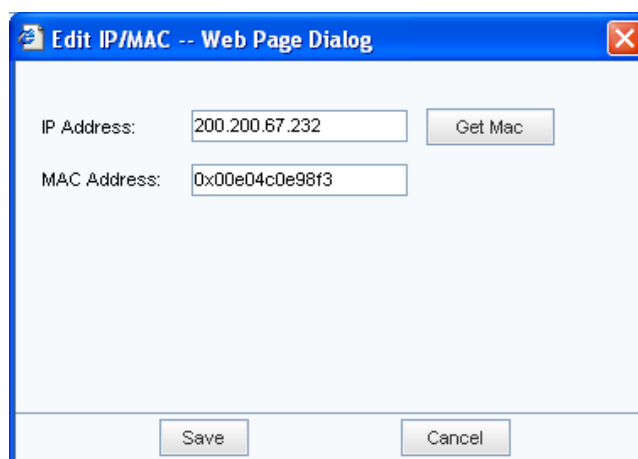 Edit IP/MAC -- Web Page Dialog
IP Address: 200.200.67.232 Get Mac
MAC Address: 0x00e04c0e98f3
Save Cancel